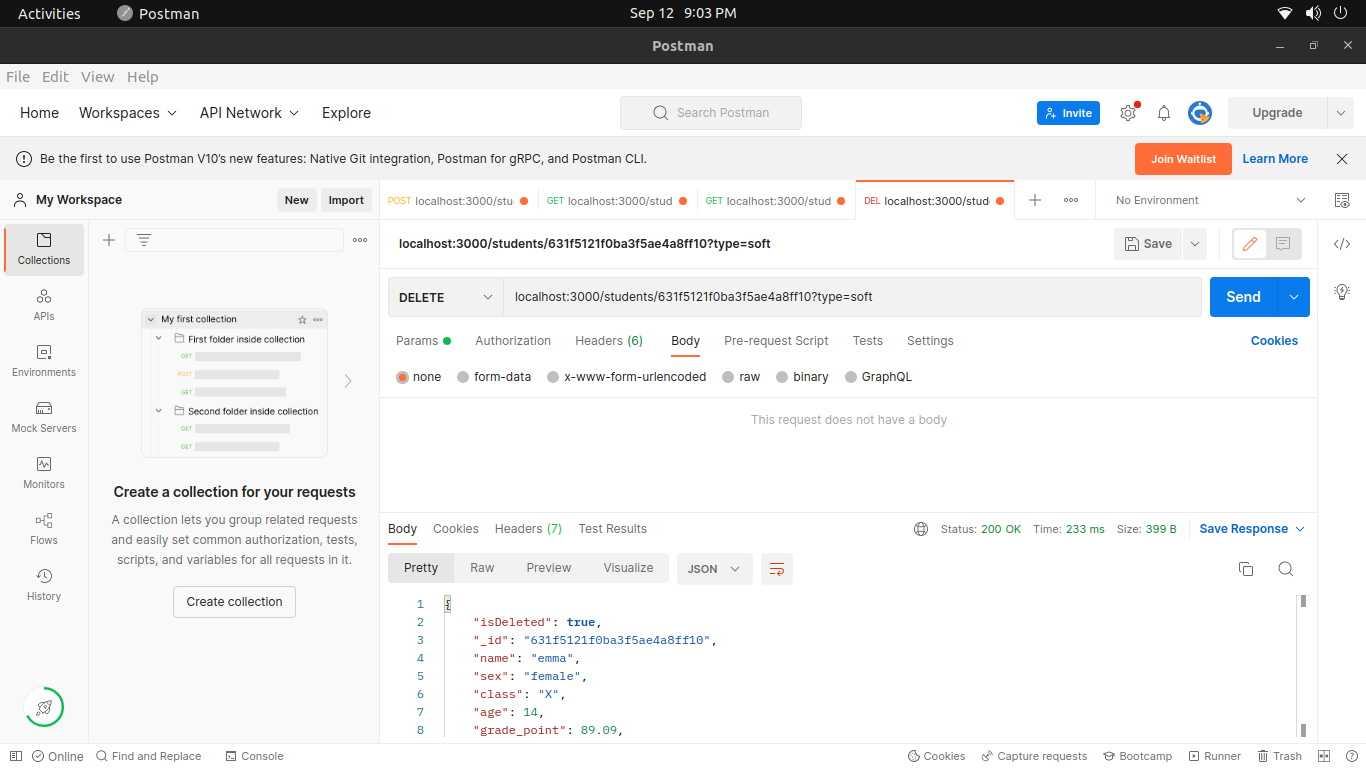 Activities Postman Sep 12 9:03 PM
Postman
File Edit View Help
Home Workspaces API Network Explore Search Postman Invite Upgrade
Be the first to use Postman V10's new features: Native Git integration, Postman for gRPC, and Postman CLI. Join Waitlist Learn More
My Workspace New Import
POST localhost:3000/stu GET localhost:3000/stud GET localhost:3000/stud DEL localhost:3000/stud No Environment
Collections
APIs
Environments
Mock Servers
Monitors
Flows
History
My first collection
First folder inside collection
GET
POST
GET
Second folder inside collection
GET
GET
Create a collection for your requests
A collection lets you group related requests
and easily set common authorization, tests,
scripts, and variables for all requests in it.
Create collection
localhost:3000/students/631f5121f0ba3f5ae4a8ff10?type=soft Save
DELETE localhost:3000/students/631f5121f0ba3f5ae4a8ff10?type=soft Send
Params Authorization Headers (6) Body Pre-request Script Tests Settings Cookies
none form-data x-www-form-urlencoded raw binary GraphQL
This request does not have a body
Body Cookies Headers (7) Test Results Status: 200 OK Time: 233 ms Size: 399 B Save Response
Pretty Raw Preview Visualize JSON
1 {
2 "isDeleted": true,
3 "_id": "631f5121f0ba3f5ae4a8ff10",
4 "name": "emma",
5 "sex": "female",
6 "class": "X",
7 "age": 14,
8 "grade_point": 89.09,
Online Find and Replace Console Cookies Capture requests Bootcamp Runner Trash